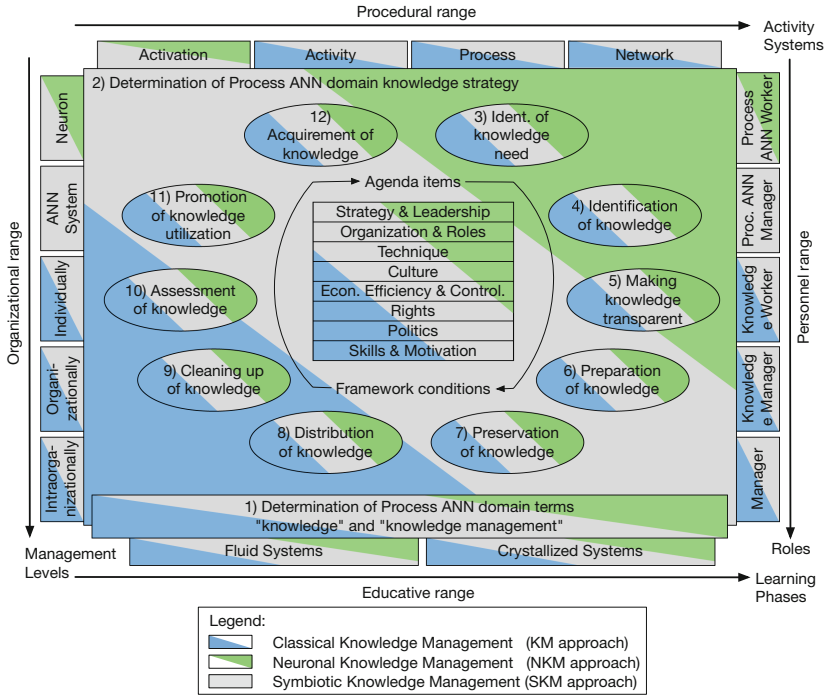 Procedural range
Activity
Systems
Activation
Activity
Process
Network
2) Determination of Process ANN domain knowledge strategy
Organizational range
Neuron
ANN
System
Individually
Organi-
zationally
Intraorga-
nizationally
Management
Levels
Process
ANN Worker
Proc. ANN
Manager
Knowledg
e Worker
Knowledg
e Manager
Manager
Personnel range
Roles
12)
Acquirement of
knowledge
3) Ident. of
knowledge
need
11) Promotion
of knowledge
utilization
4) Identification
of knowledge
10) Assessment
of knowledge
5) Making
knowledge
transparent
9) Cleaning up
of knowledge
6) Preparation
of knowledge
8) Distribution
of knowledge
7) Preservation
of knowledge
Agenda items
Strategy & Leadership
Organization & Roles
Technique
Culture
Econ. Efficiency & Control.
Rights
Politics
Skills & Motivation
Framework conditions
1) Determination of Process ANN domain terms
"knowledge" and "knowledge management"
Fluid Systems
Crystallized Systems
Educative range
Learning
Phases
Legend:
Classical Knowledge Management (KM approach)
Neuronal Knowledge Management (NKM approach)
Symbiotic Knowledge Management (SKM approach)